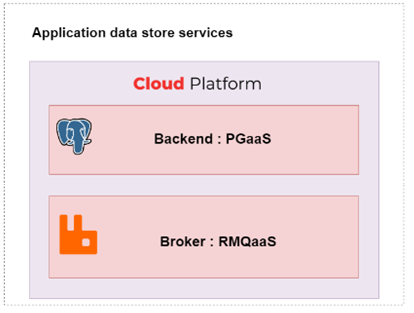 Application data store services
Cloud Platform
Backend : PGaaS
Broker : RMQaaS